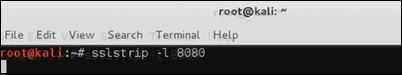 root@kali: ~
File Edit View Search Terminal Help
root@kali:~# sslstrip -l 8080